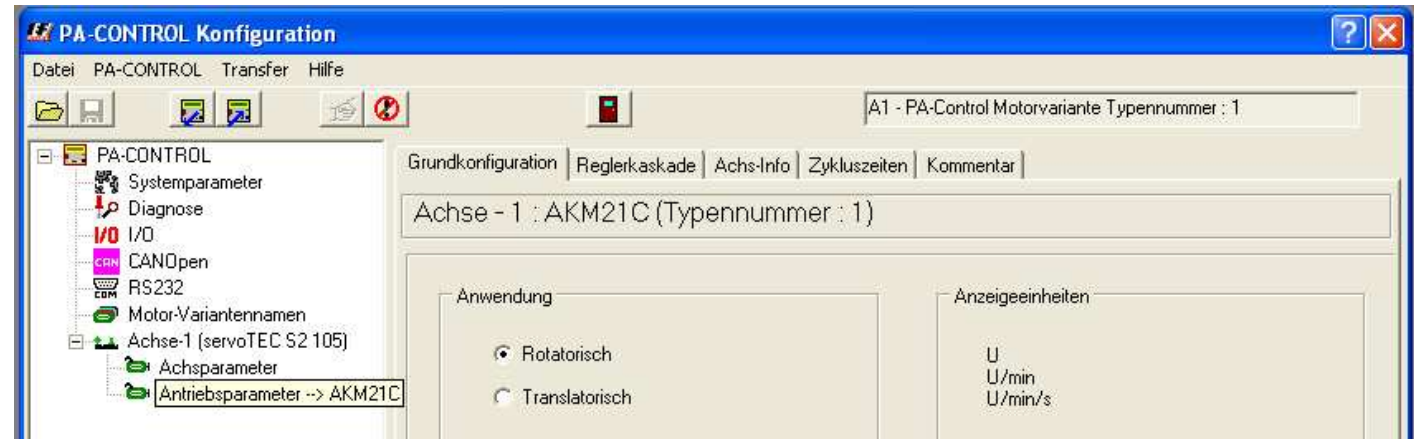 PA-CONTROL Konfiguration
Datei PA-CONTROL Transfer Hilfe
A1 - PA-Control Motorvariante Typennummer : 1
PA-CONTROL
Systemparameter
Diagnose
I/O I/O
CAN CANOpen
COM RS232
Motor-Variantennamen
Achse-1 (servoTEC S2 105)
Achsparameter
Antriebsparameter --> AKM21C
Grundkonfiguration Reglerkaskade Achs-Info Zykluszeiten Kommentar
Achse - 1 : AKM21C (Typennummer : 1)
Anwendung
Rotatorisch
Translatorisch
Anzeigeeinheiten
U
U/min
U/min/s